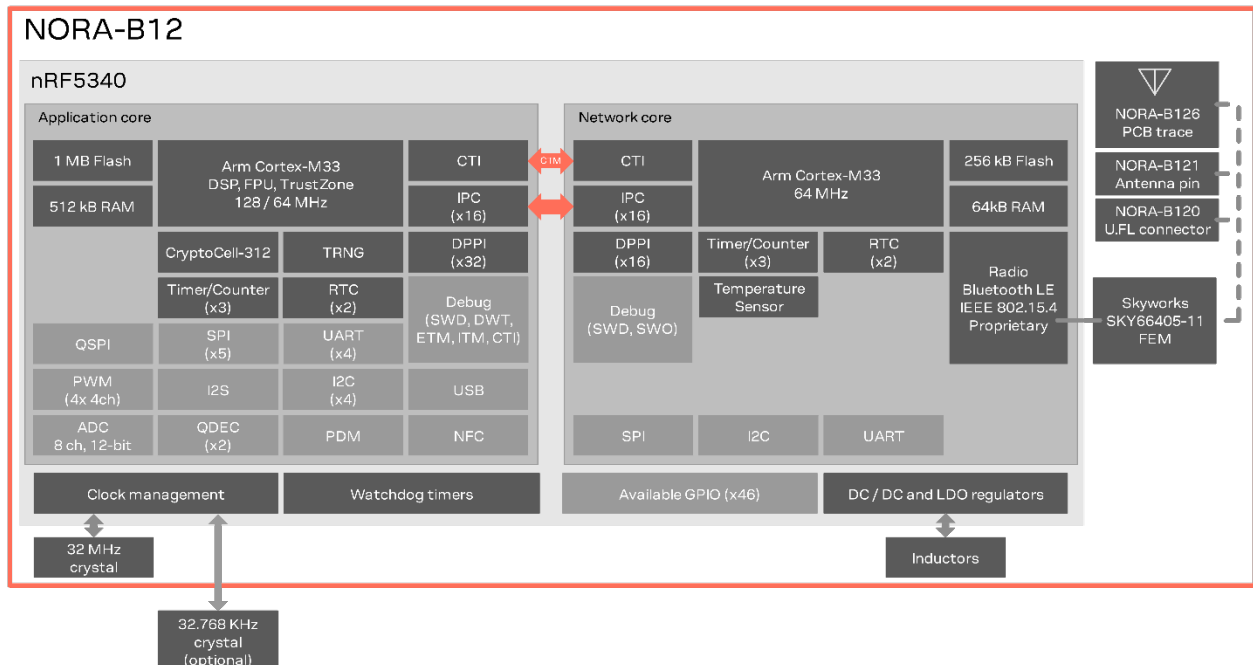 NORA-B12
nRF5340
Application core
1 MB Flash
512 kB RAM
Arm Cortex-M33
DSP, FPU, TrustZone
128 / 64 MHz
CTI
IPC
(x16)
CryptoCell-312
TRNG
DPPI
(x32)
Timer/Counter
(x3)
RTC
(x2)
Debug
(SWD, DWT,
ETM, ITM, CTI)
QSPI
SPI
(x5)
UART
(x4)
PWM
(4x 4ch)
I2S
I2C
(x4)
USB
ADC
8 ch, 12-bit
QDEC
(x2)
PDM
NFC
CTM
Network core
CTI
IPC
(x16)
Arm Cortex-M33
64 MHz
256 kB Flash
64kB RAM
DPPI
(x16)
Timer/Counter
(x3)
RTC
(x2)
Debug
(SWD, SWO)
Temperature
Sensor
Radio
Bluetooth LE
IEEE 802.15.4
Proprietary
SPI
I2C
UART
NORA-B126
PCB trace
NORA-B121
Antenna pin
NORA-B120
U.FL connector
Skyworks
SKY66405-11
FEM
Clock management
Watchdog timers
Available GPIO (x46)
DC / DC and LDO regulators
32 MHz
crystal
Inductors
32.768 KHz
crystal
(optional)